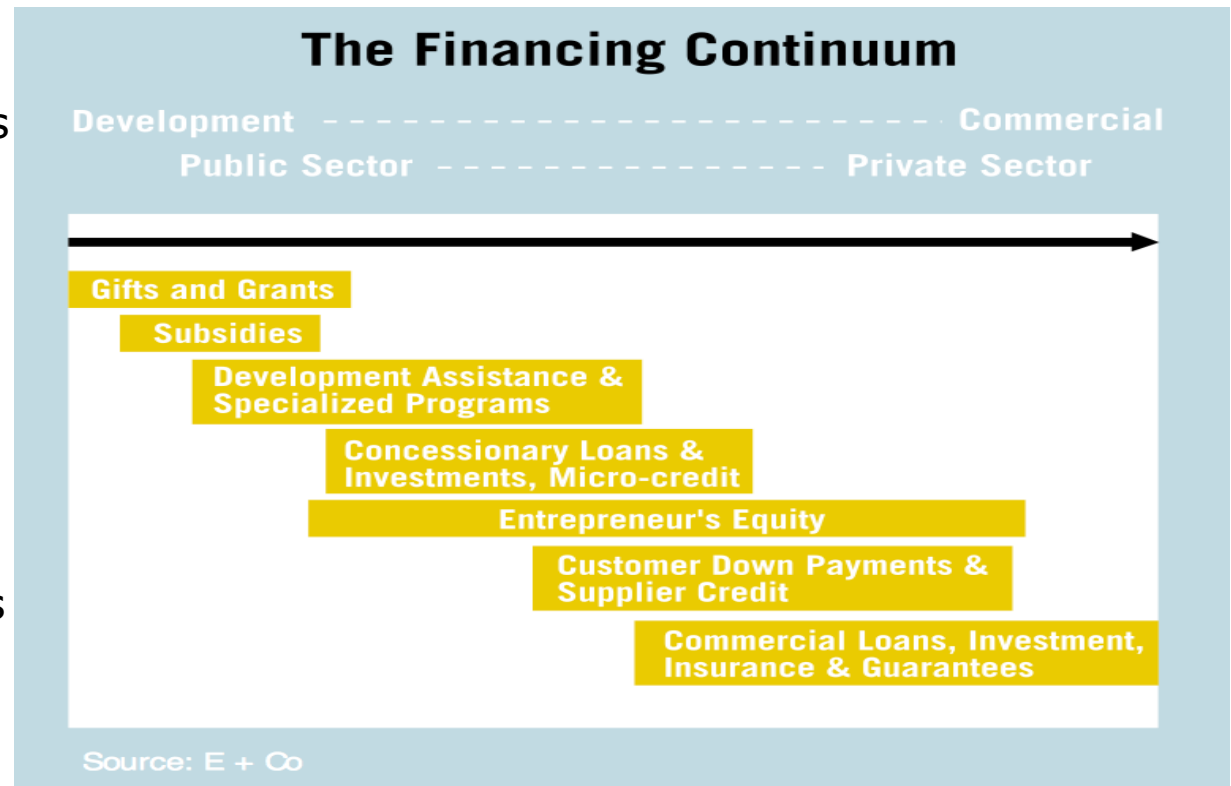 The Financing Continuum
s
Development - - - - - - - - - - - - - - - - - - - - - - - - - Commercial
Public Sector - - - - - - - - - - - - - - - Private Sector
Gifts and Grants
Subsidies
Development Assistance &
Specialized Programs
Concessionary Loans &
Investments, Micro-credit
Entrepreneur's Equity
Customer Down Payments &
Supplier Credit
s
Commercial Loans, Investment,
Insurance & Guarantees
Source: E + Co